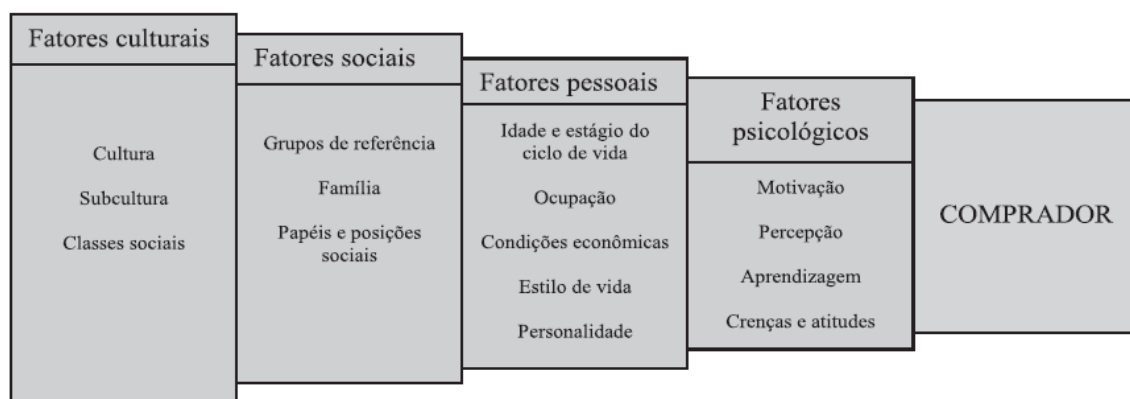 Fatores culturais
Cultura
Subcultura
Classes sociais
Fatores sociais
Grupos de referência
Família
Papéis e posições
sociais
Fatores pessoais
Idade e estágio do
ciclo de vida
Ocupação
Condições econômicas
Estilo de vida
Personalidade
Fatores
psicológicos
Motivação
Percepção
Aprendizagem
Crenças e atitudes
COMPRADOR